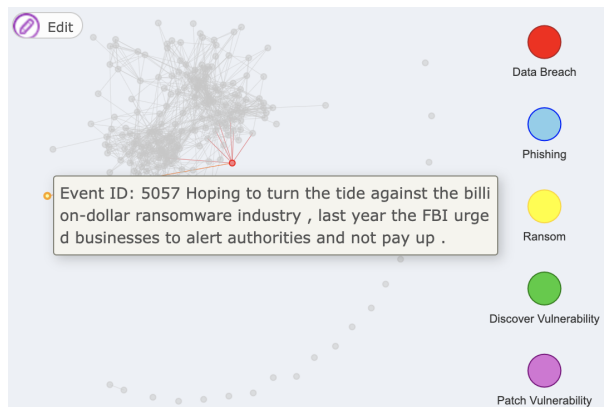 Edit
Data Breach
Phishing
Event ID: 5057 Hoping to turn the tide against the billi
on-dollar ransomware industry , last year the FBI urge
d businesses to alert authorities and not pay up .
Ransom
Discover Vulnerability
Patch Vulnerability